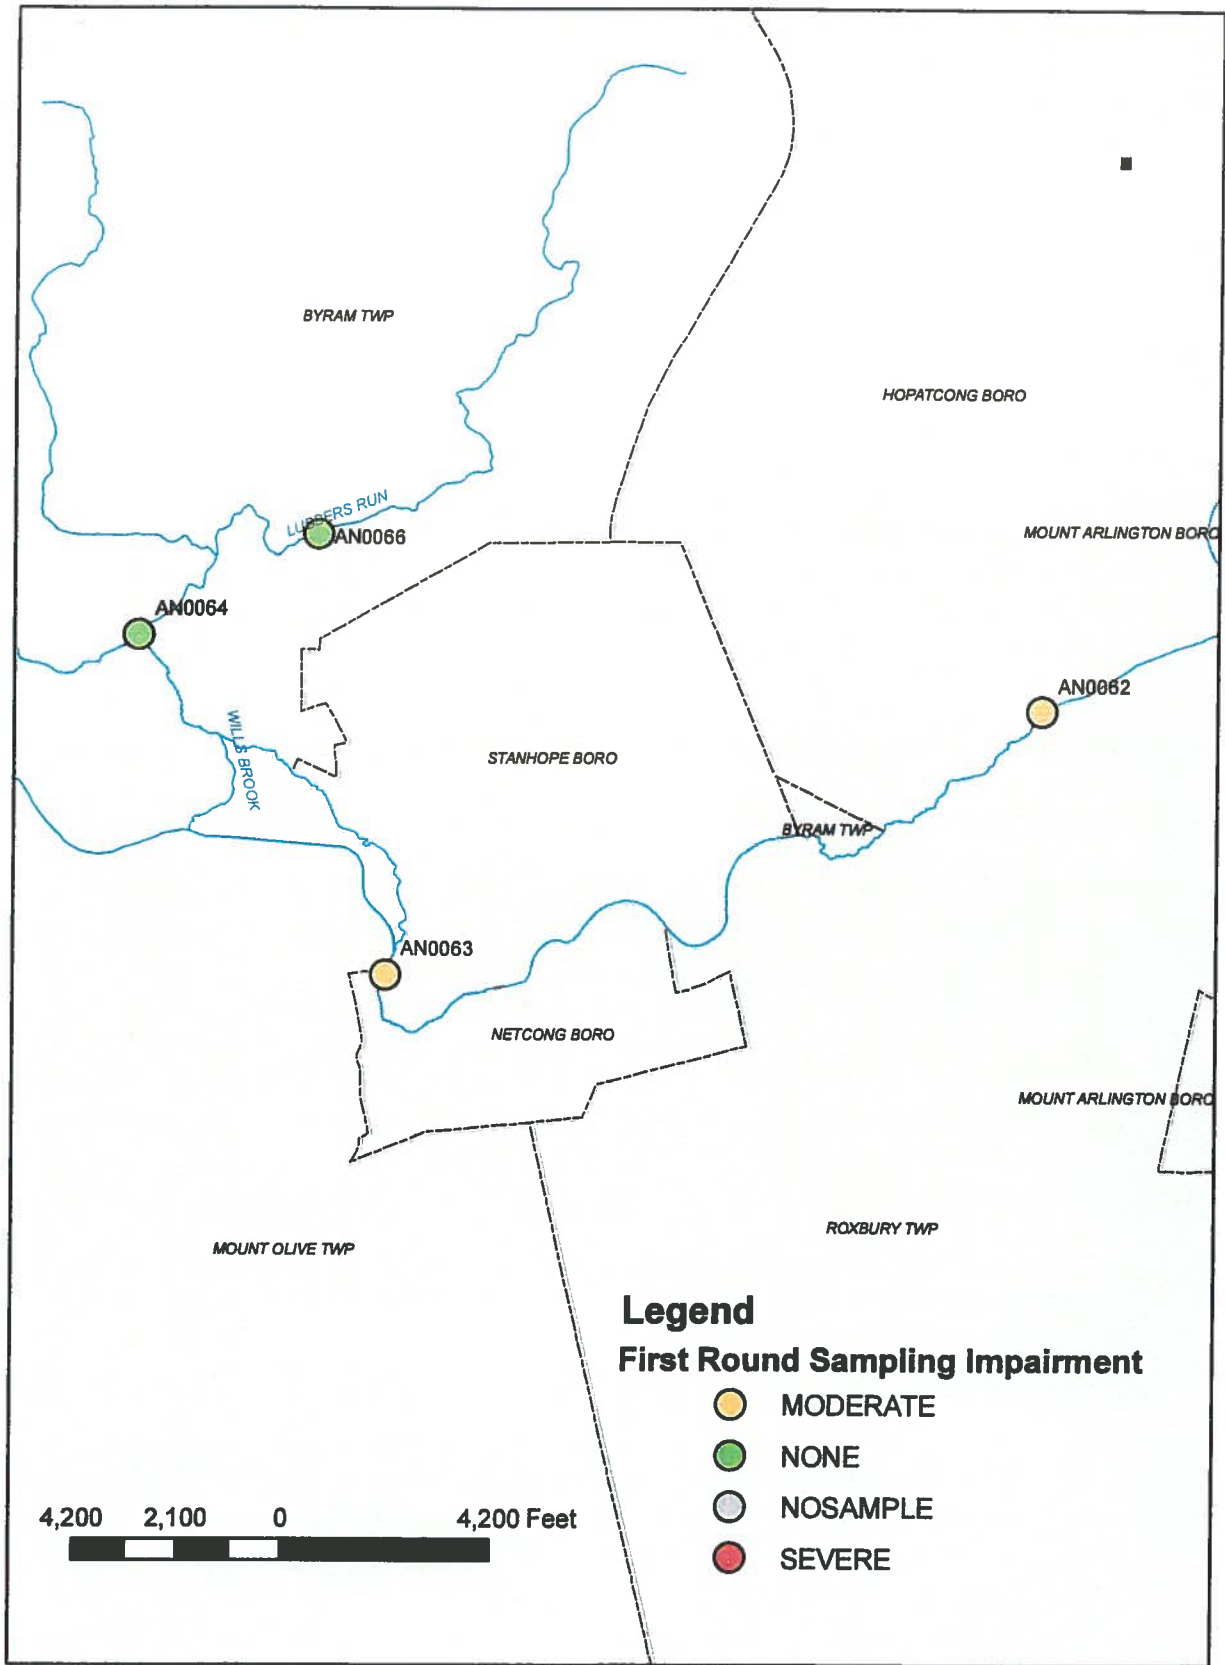 BYRAM TWP
HOPATCONG BORO
LUBBERS RUN
AN0066
MOUNT ARLINGTON BORO
AN0064
AN0062
WILLS BROOK
STANHOPE BORO
BYRAM TWP
AN0063
NETCONG BORO
MOUNT ARLINGTON BORO
MOUNT OLIVE TWP
ROXBURY TWP
Legend
First Round Sampling Impairment
MODERATE
NONE
NOSAMPLE
SEVERE
4,200 2,100 0 4,200 Feet